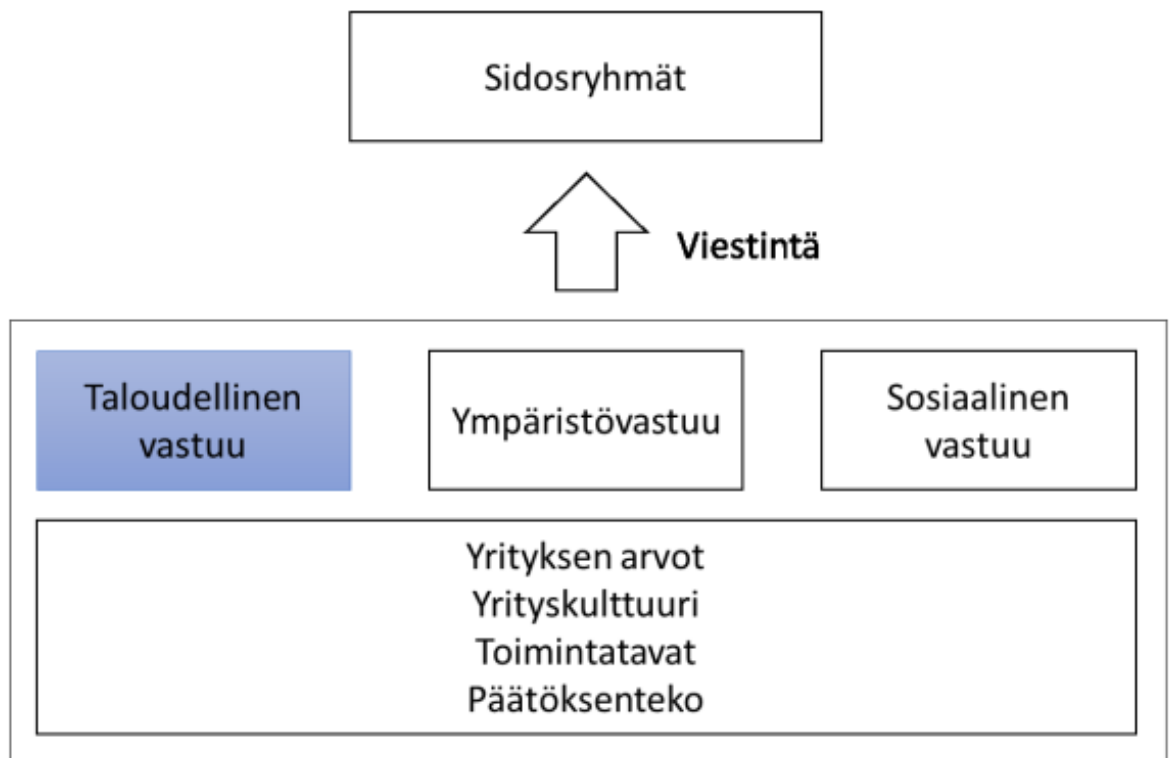 Sidosryhmät
Viestintä
Taloudellinen
vastuu
Ympäristövastuu
Sosiaalinen
vastuu
Yrityksen arvot
Yrityskulttuuri
Toimintatavat
Päätöksenteko